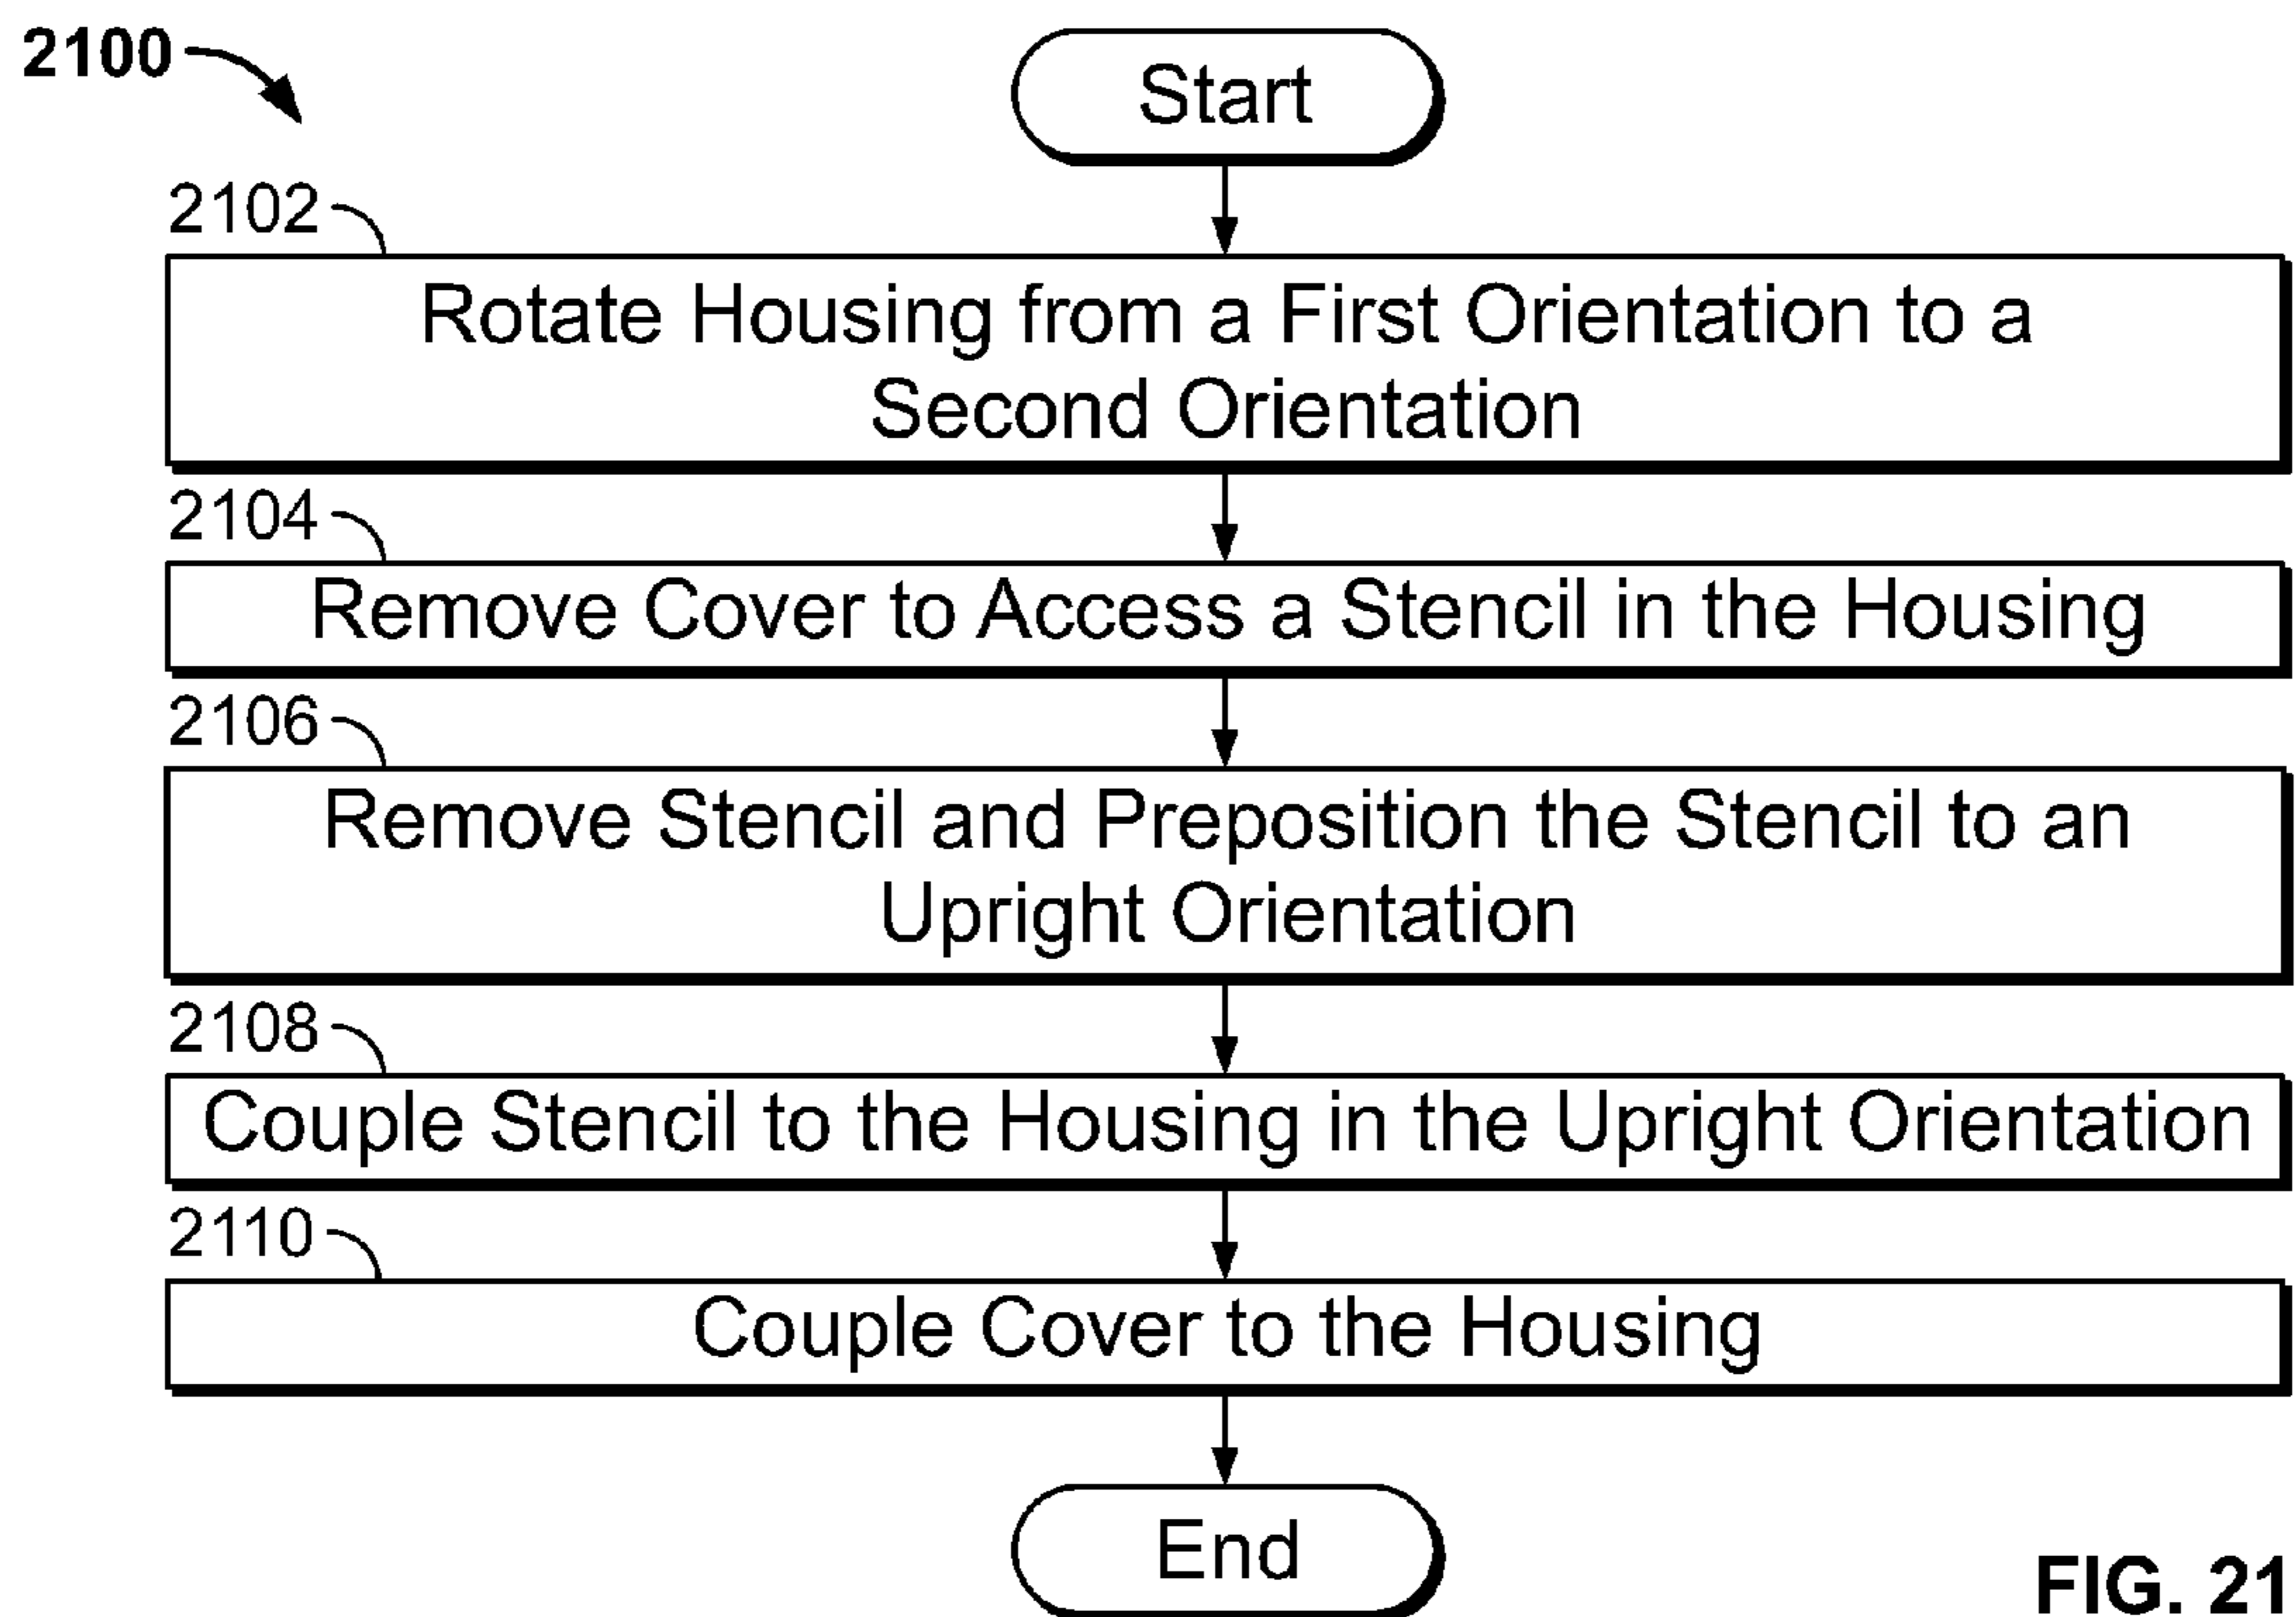 2100
Start
2102
Rotate Housing from a First Orientation to a
Second Orientation
2104
Remove Cover to Access a Stencil in the Housing
2106
Remove Stencil and Preposition the Stencil to an
Upright Orientation
2108
Couple Stencil to the Housing in the Upright Orientation
2110
Couple Cover to the Housing
End
FIG. 21